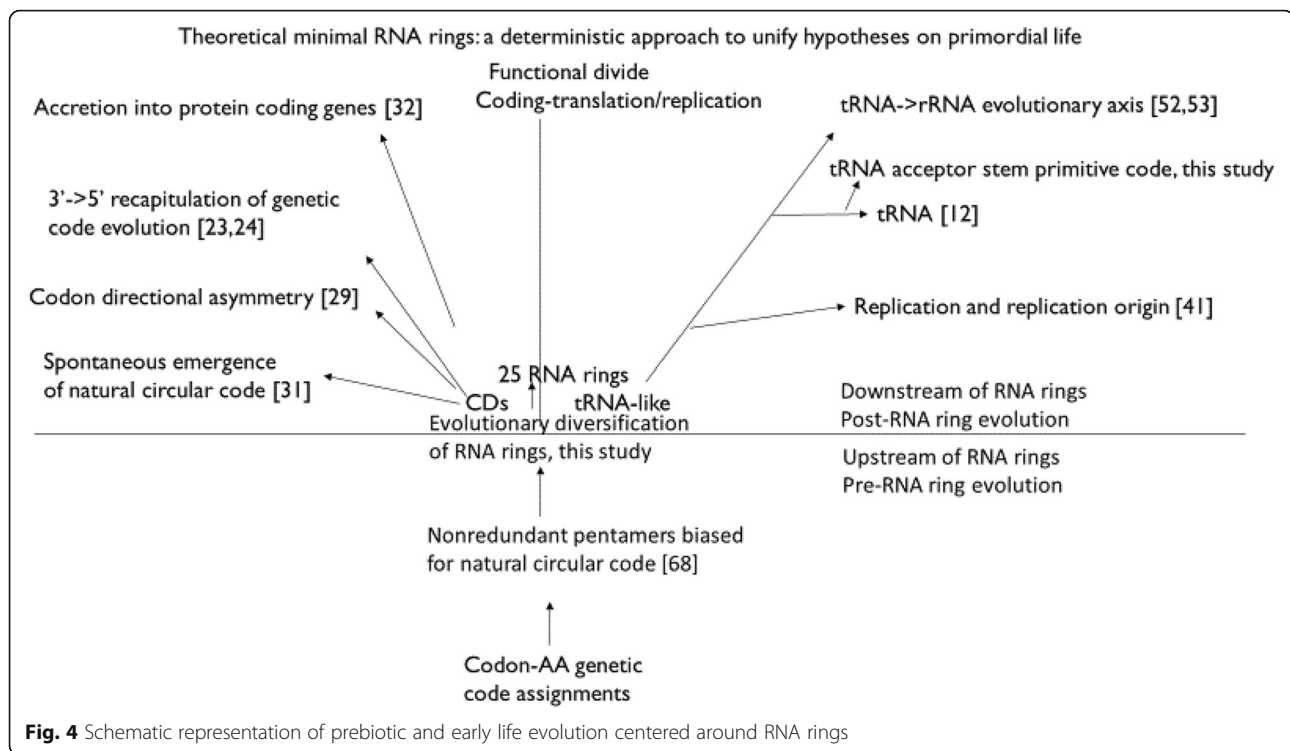 Theoretical minimal RNA rings: a deterministic approach to unify hypotheses on primordial life
Functional divide
Coding-translation/replication
Accretion into protein coding genes [32]
3'->5' recapitulation of genetic
code evolution [23,24]
Codon directional asymmetry [29]
Spontaneous emergence
of natural circular code [31]
tRNA->rRNA evolutionary axis [52,53]
tRNA acceptor stem primitive code, this study
tRNA [12]
Replication and replication origin [41]
25 RNA rings
CDs tRNA-like
Evolutionary diversification
of RNA rings, this study
Downstream of RNA rings
Post-RNA ring evolution
Upstream of RNA rings
Pre-RNA ring evolution
Nonredundant pentamers biased
for natural circular code [68]
Codon-AA genetic
code assignments
Fig. 4 Schematic representation of prebiotic and early life evolution centered around RNA rings